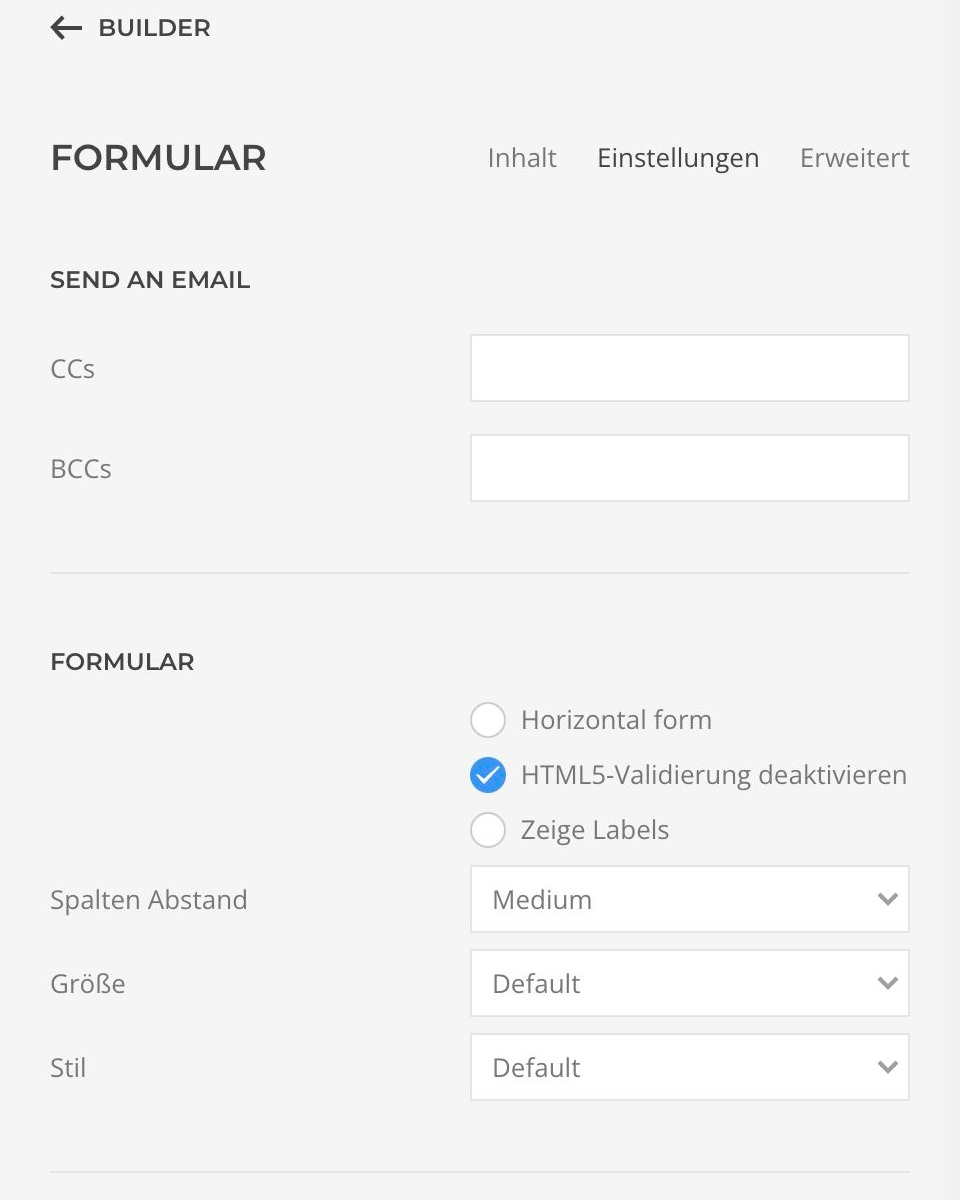 BUILDER
FORMULAR
Inhalt Einstellungen Erweitert
SEND AN EMAIL
CCs
BCCs
FORMULAR
Horizontal form
HTML5-Validierung deaktivieren
Zeige Labels
Spalten Abstand Medium
Größe Default
Stil Default